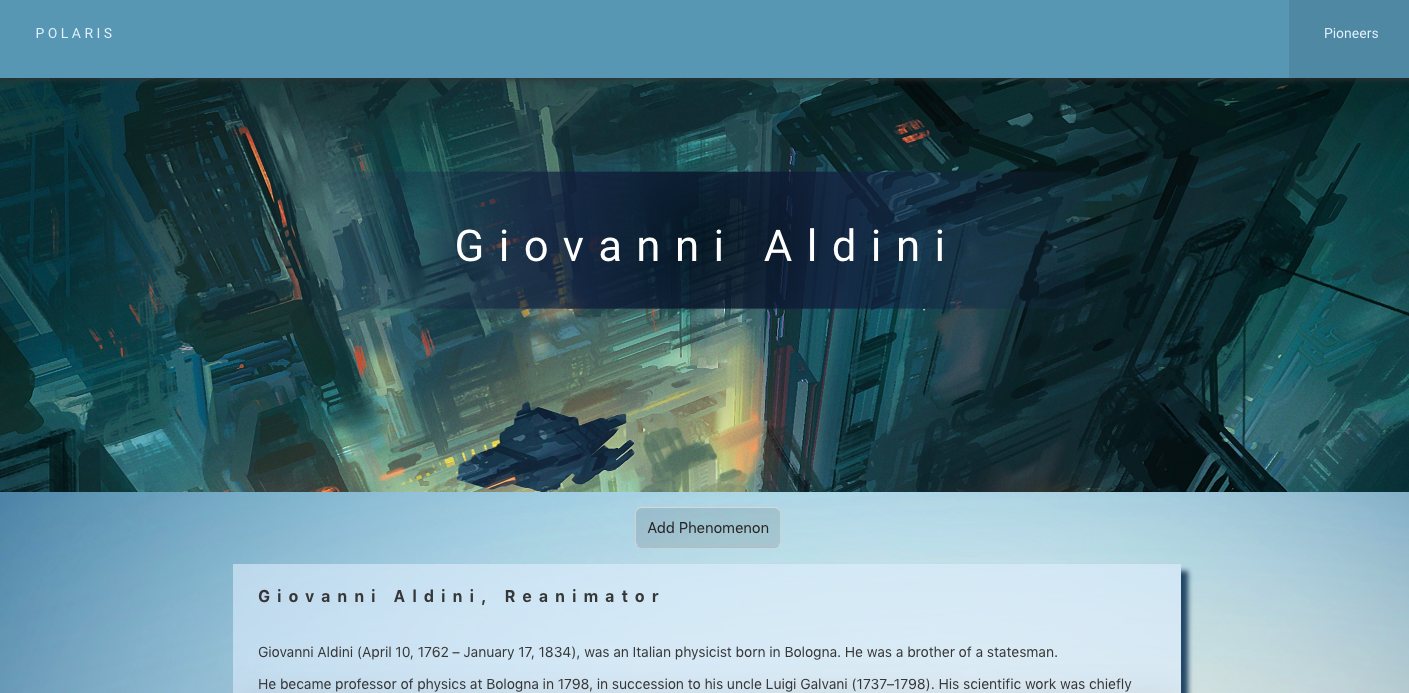 POLARIS
Pioneers
Giovanni Aldini
Add Phenomenon
Giovanni Aldini, Reanimator
Giovanni Aldini (April 10, 1762 – January 17, 1834), was an Italian physicist born in Bologna. He was a brother of a statesman.
He became professor of physics at Bologna in 1798, in succession to his uncle Luigi Galvani (1737–1798). His scientific work was chiefly